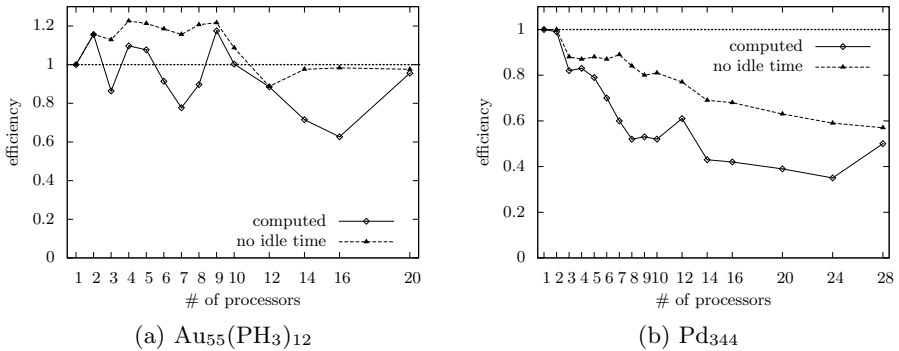 1.2
1
0.8
0.6
0.4
0.2
0
efficiency
computed
no idle time
1 2 3 4 5 6 7 8 9 10 12 14 16 20
# of processors
(a) Au₅₅(PH₃)₁₂
1
0.8
0.6
0.4
0.2
0
efficiency
computed
no idle time
1 2 3 4 5 6 7 8 9 10 12 14 16 20 24 28
# of processors
(b) Pd₃₄₄